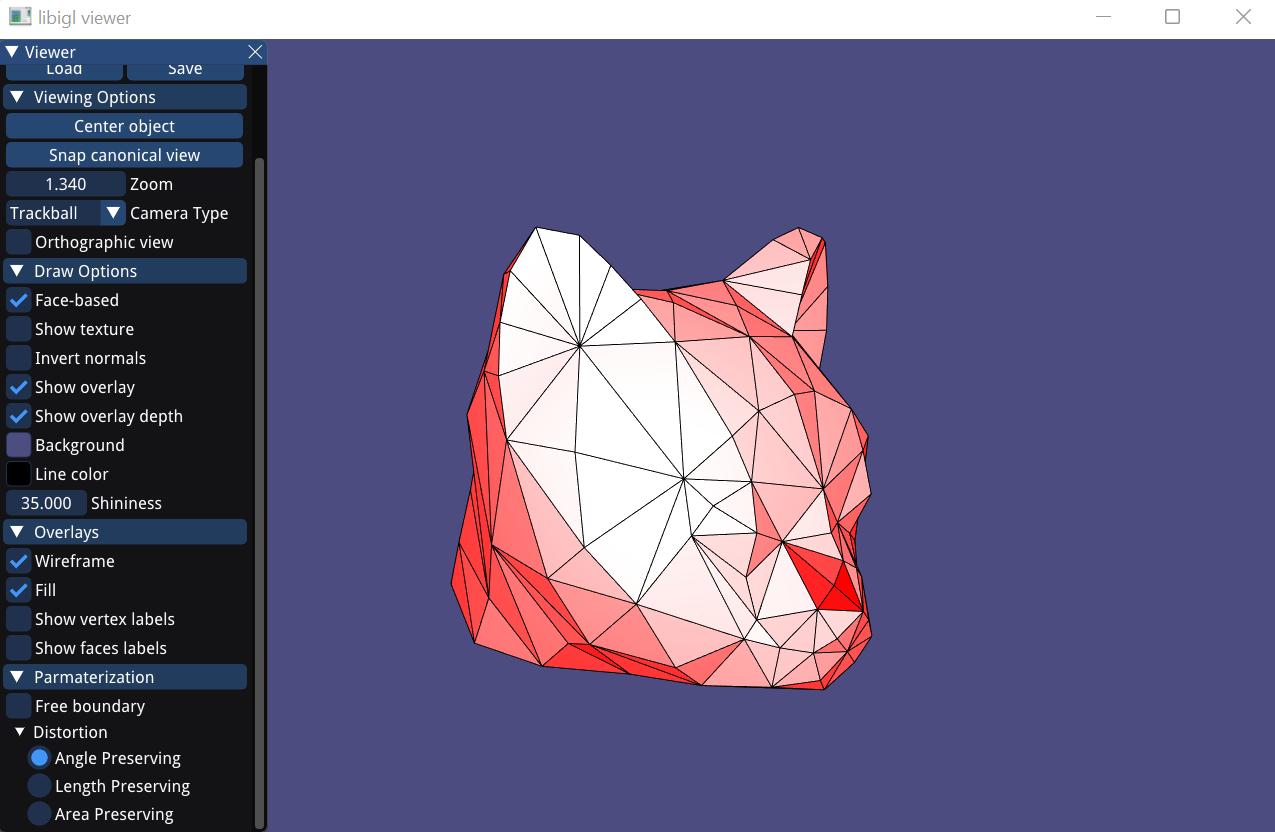 libigl viewer
Viewer
Load Save
Viewing Options
Center object
Snap canonical view
1.340 Zoom
Trackball Camera Type
Orthographic view
Draw Options
Face-based
Show texture
Invert normals
Show overlay
Show overlay depth
Background
Line color
35.000 Shininess
Overlays
Wireframe
Fill
Show vertex labels
Show faces labels
Parmaterization
Free boundary
Distortion
Angle Preserving
Length Preserving
Area Preserving